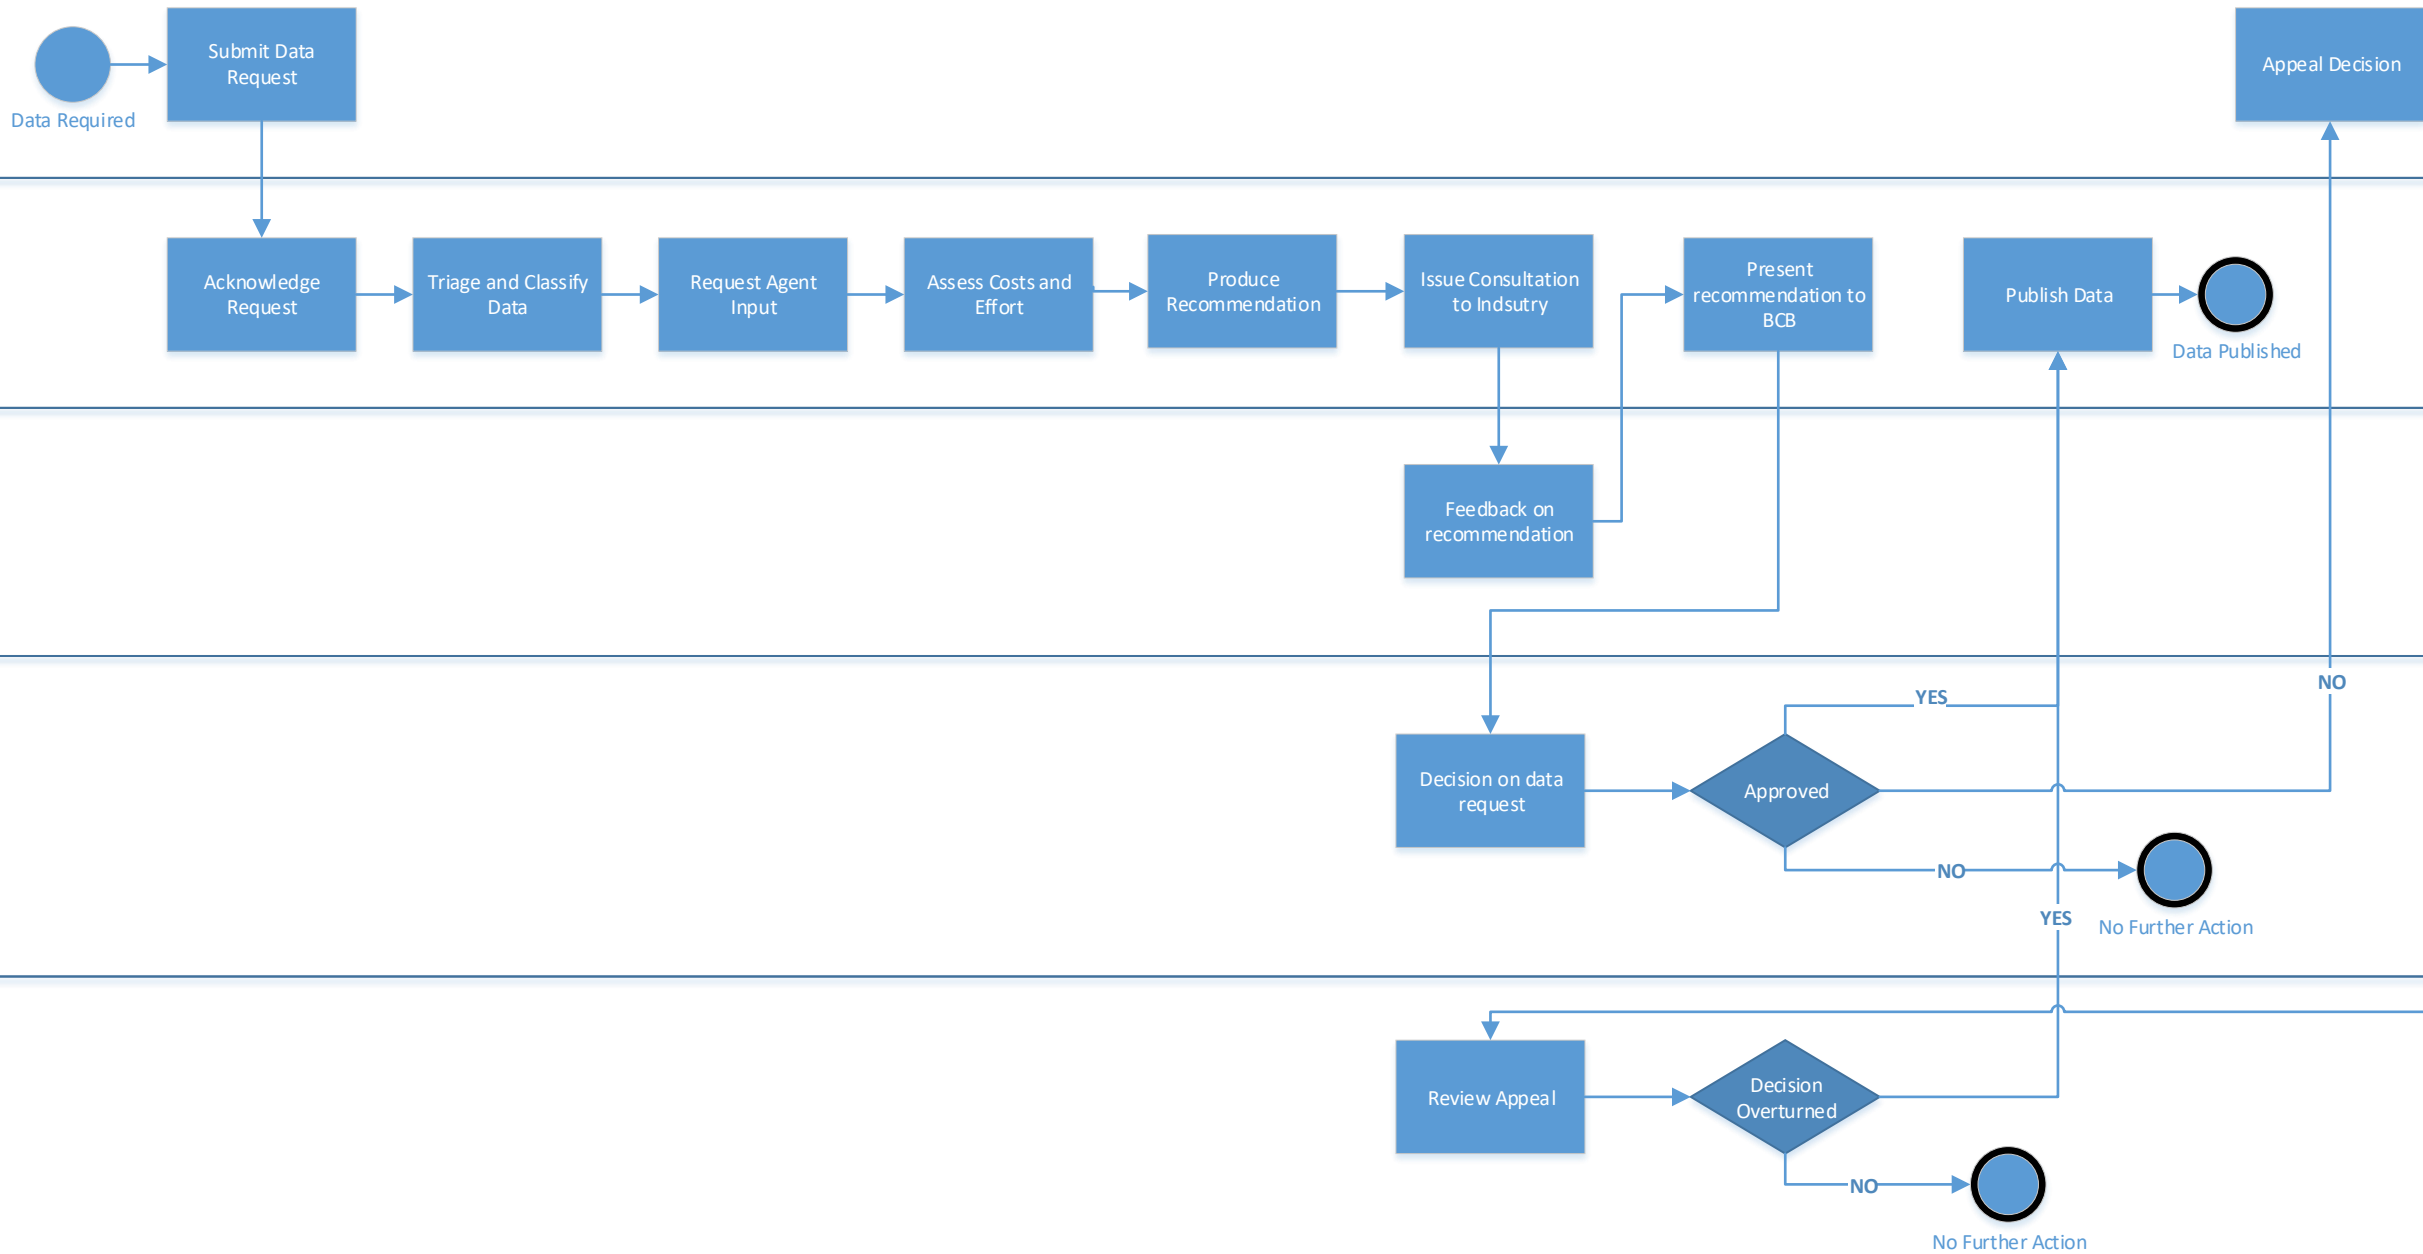 Submit Data
Request
Data Required
Appeal Decision
Acknowledge
Request
Triage and Classify
Data
Request Agent
Input
Assess Costs and
Effort
Produce
Recommendation
Issue Consultation
to Indsutry
Present
recommendation to
BCB
Publish Data
Data Published
Feedback on
recommendation
NO
YES
Decision on data
request
Approved
NO
YES
No Further Action
Review Appeal
Decision
Overturned
NO
No Further Action